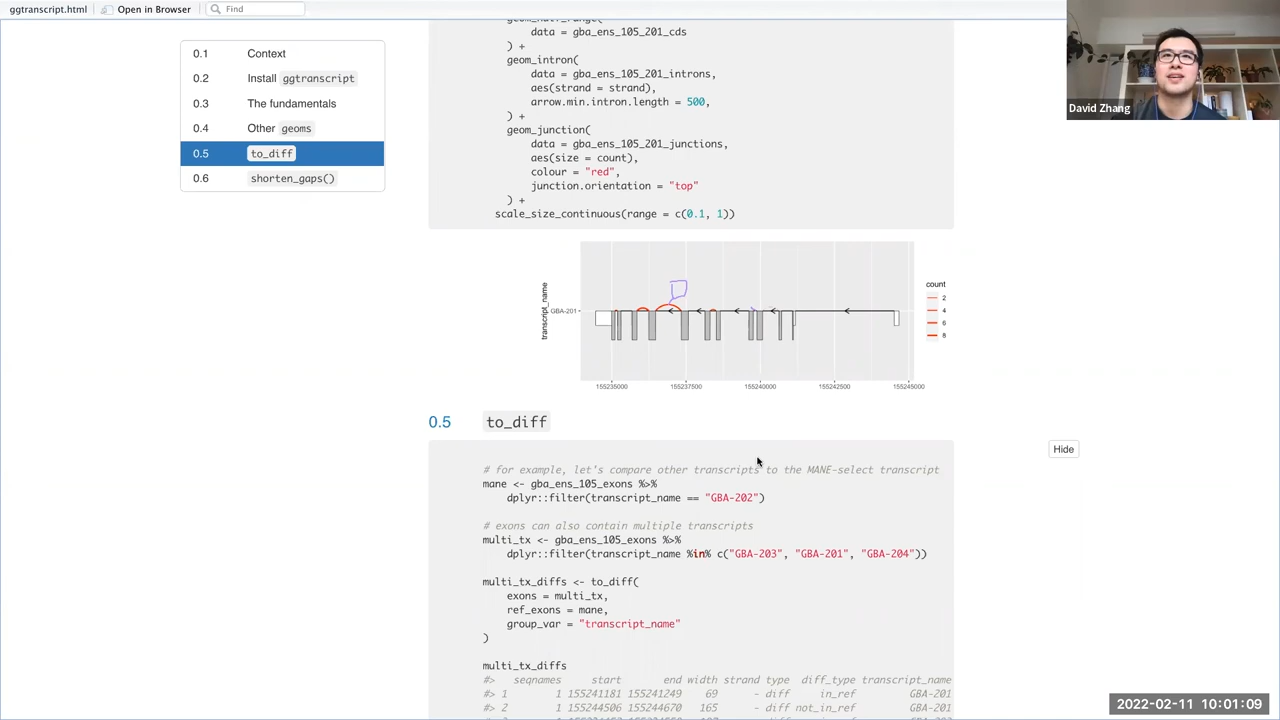 ggtranscript.html
Open in Browser
Find
0.1 Context
0.2 Install ggtranscript
0.3 The fundamentals
0.4 Other geoms
0.5 to_diff
0.6 shorten_gaps()
David Zhang
data = gba_ens_105_201_cds
) +
geom_intron(
data = gba_ens_105_201_introns,
aes(strand = strand),
arrow.min.intron.length = 500,
) +
geom_junction(
data = gba_ens_105_201_junctions,
aes(size = count),
colour = "red",
junction.orientation = "top"
) +
scale_size_continuous(range = c(0.1, 1))
transcript_name
GBA-201
155235000 155237500 155240000 155242500 155245000
count
2
4
6
8
0.5 to_diff
Hide
# for example, let's compare other transcripts to the MANE-select transcript
mane <- gba_ens_105_exons %>%
dplyr::filter(transcript_name == "GBA-202")
# exons can also contain multiple transcripts
multi_tx <- gba_ens_105_exons %>%
dplyr::filter(transcript_name %in% c("GBA-203", "GBA-201", "GBA-204"))
multi_tx_diffs <- to_diff(
exons = multi_tx,
ref_exons = mane,
group_var = "transcript_name"
)
multi_tx_diffs
#> seqnames start end width strand type diff_type transcript_name
#> 1 1 155241181 155241249 69 - diff in_ref GBA-201
#> 2 1 155244506 155244670 165 - diff not_in_ref GBA-201
2022-02-11 10:01:09